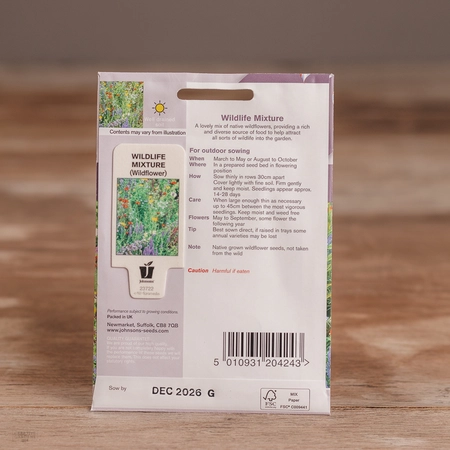 Contents may vary from illustration
WILDLIFE
MIXTURE
(Wildflower)
Johnsons
Wildlife Mixture
A lovely mix of native wildflowers, providing a rich
and diverse source of food to help attract
all sorts of wildlife into the garden.
For outdoor sowing
When March to May or August to October
Where In a prepared seed bed in flowering
position
How Sow thinly in rows 30cm apart
Cover lightly with fine soil. Firm gently
and keep moist. Seedlings appear approx.
14-28 days
Care When large enough thin as necessary
up to 45cm between the most vigorous
seedlings. Keep moist and weed free
Flowers May to September, some flower the
following year
Tip Best sown direct, if raised in trays some
annual varieties may be lost
Note Native grown wildflower seeds, not taken
from the wild
Caution Harmful if eaten
Performance subject to growing conditions
Packed in UK
Newmarket, Suffolk, CB8 7QB
www.johnsons-seeds.com
5 010931 204243 >
Sow by DEC 2026 G
FSC
MIX
Paper